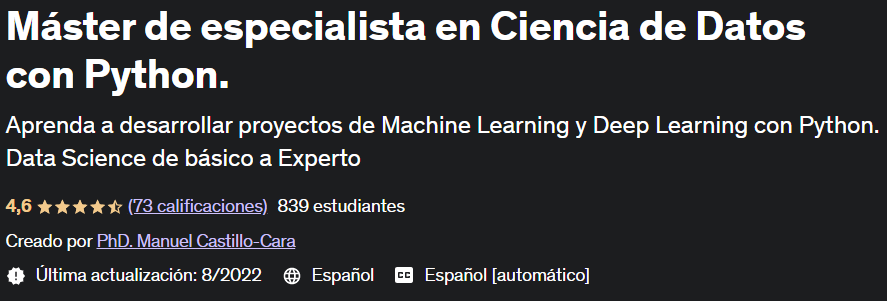 Máster de especialista en Ciencia de Datos
con Python.
Aprenda a desarrollar proyectos de Machine Learning y Deep Learning con Python.
Data Science de básico a Experto
4,6 (73 calificaciones) 839 estudiantes
Creado por PhD. Manuel Castillo-Cara
Última actualización: 8/2022 Español CC Español [automático]